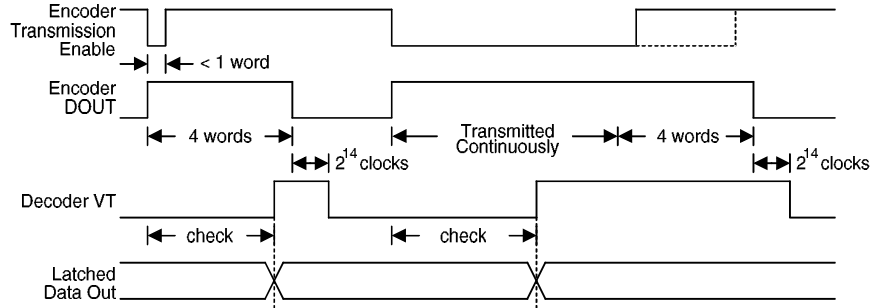 Encoder
Transmission
Enable
< 1 word
Encoder
DOUT
4 words
Transmitted
Continuously
4 words
2^14 clocks
2^14 clocks
Decoder VT
check
check
Latched
Data Out